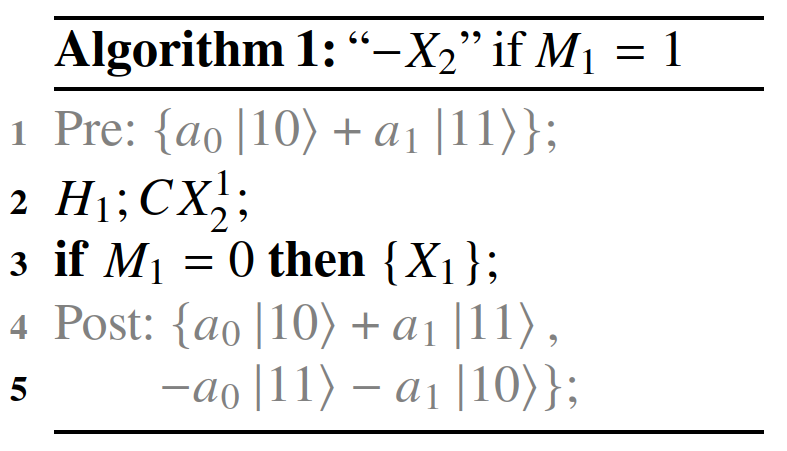 Algorithm 1: “−X₂” if M₁ = 1
1 Pre: {a₀ |10⟩ + a₁ |11⟩};
2 H₁; CX₂¹;
3 if M₁ = 0 then {X₁};
4 Post: {a₀ |10⟩ + a₁ |11⟩ ,
5 −a₀ |11⟩ − a₁ |10⟩};